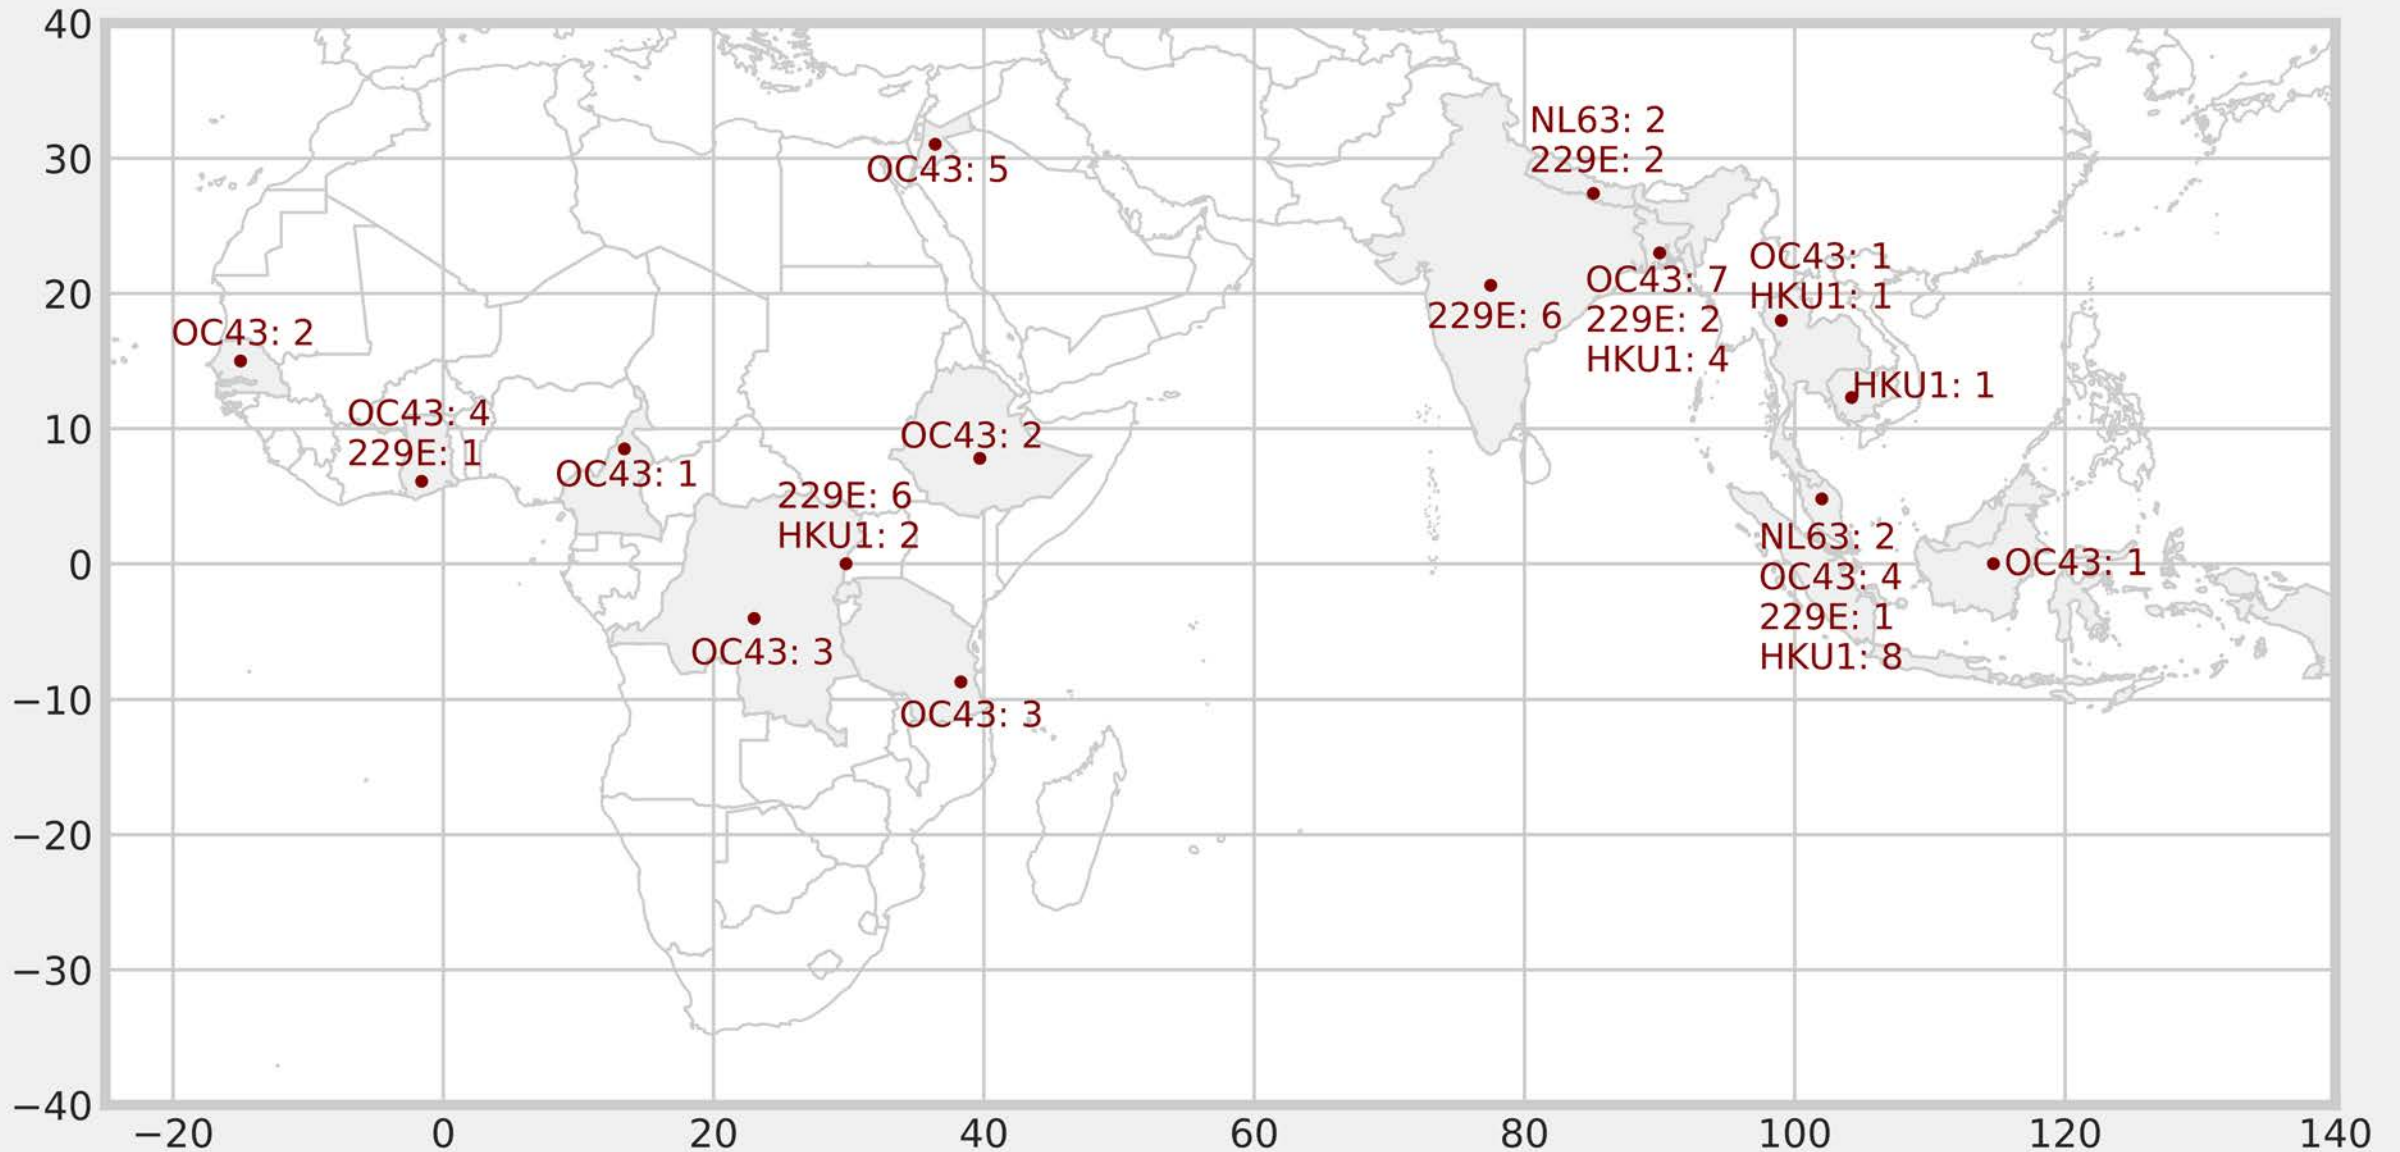 40
30
20
10
0
−10
−20
−30
−40
NL63: 2
229E: 2
OC43: 5
OC43: 1
HKU1: 1
OC43: 7
229E: 2
HKU1: 4
229E: 6
OC43: 2
HKU1: 1
OC43: 4
229E: 1
OC43: 2
OC43: 1
229E: 6
HKU1: 2
NL63: 2
OC43: 4
229E: 1
HKU1: 8
OC43: 1
OC43: 3
OC43: 3
−20 0 20 40 60 80 100 120 140